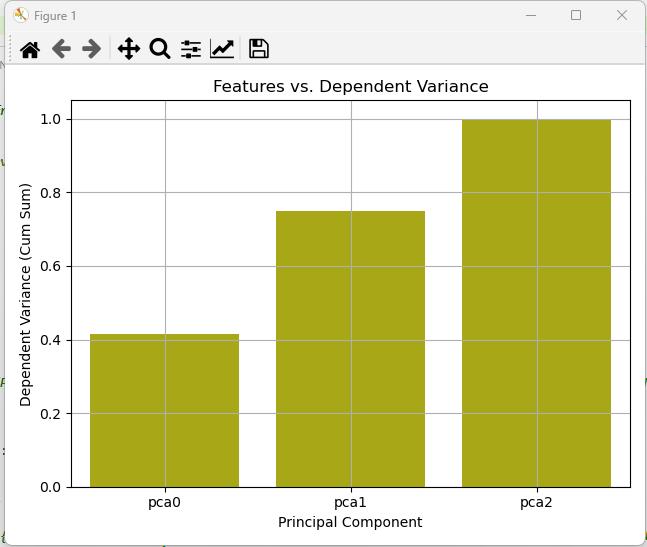 Figure 1
Features vs. Dependent Variance
Dependent Variance (Cum Sum)
1.0
0.8
0.6
0.4
0.2
0.0
pca0 pca1 pca2
Principal Component